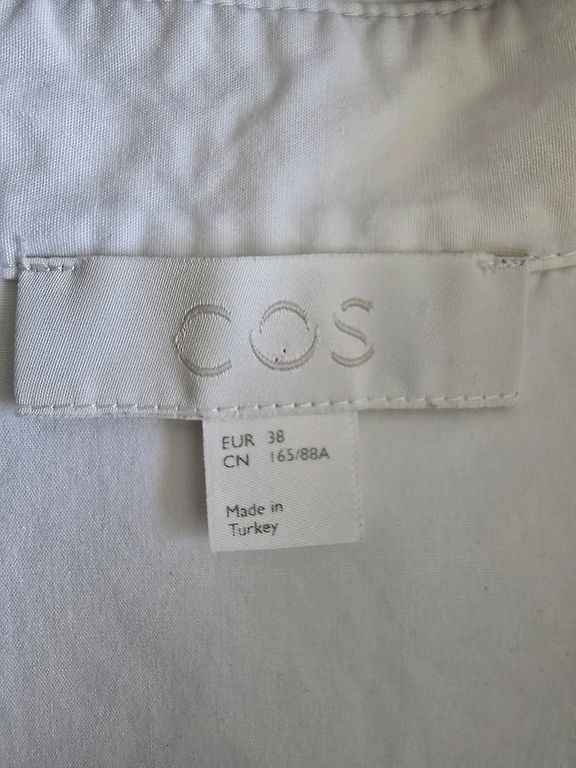 COS
EUR 38
CN 165/88A
Made in
Turkey